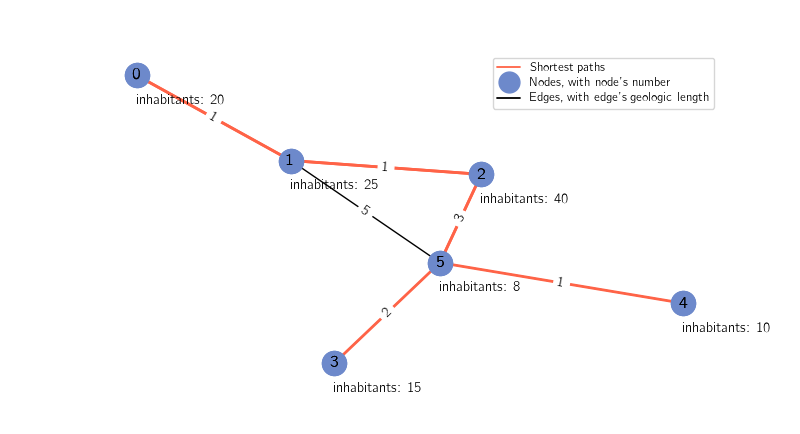 Shortest paths
Nodes, with node's number
Edges, with edge's geologic length
0
inhabitants: 20
1
1
inhabitants: 25
1
2
inhabitants: 40
5
3
5
inhabitants: 8
1
4
inhabitants: 10
2
3
inhabitants: 15